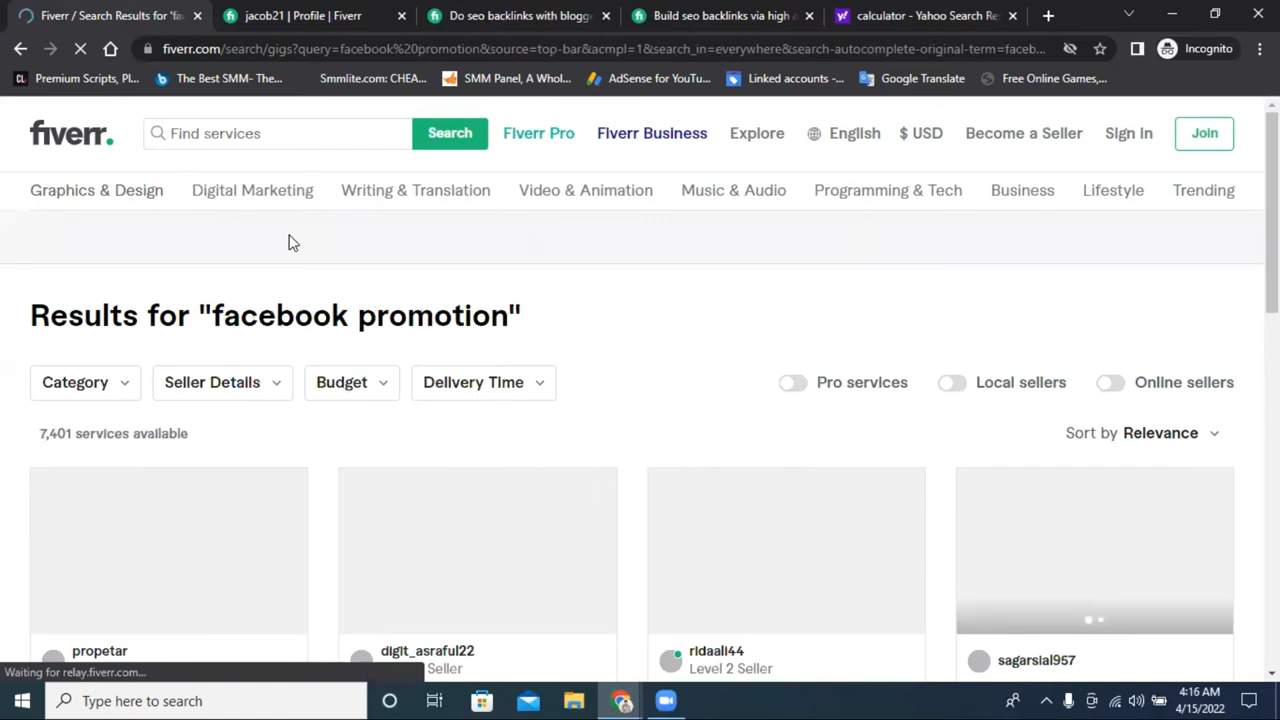 Fiverr / Search Results for 'fa
jacob21 | Profile | Fiverr
Do seo backlinks with blogge
Build seo backlinks via high a
calculator - Yahoo Search Re
fiverr.com/search/gigs?query=facebook%20promotion&source=top-bar&acmpl=1&search_in=everywhere&search-autocomplete-original-term=faceb...
Incognito
CL Premium Scripts, Pl...
The Best SMM- The...
Smmlite.com: CHEA...
SMM Panel, A Whol...
AdSense for YouTu...
Linked accounts -...
Google Translate
Free Online Games,...
fiverr.
Find services
Search
Fiverr Pro
Fiverr Business
Explore
English
$ USD
Become a Seller
Sign In
Join
Graphics & Design
Digital Marketing
Writing & Translation
Video & Animation
Music & Audio
Programming & Tech
Business
Lifestyle
Trending
Results for "facebook promotion"
Category
Seller Details
Budget
Delivery Time
Pro services
Local sellers
Online sellers
7,401 services available
Sort by Relevance
propetar
digit_asraful22
Seller
ridaali44
Level 2 Seller
sagarsial957
Waiting for relay.fiverr.com...
Type here to search
4:16 AM
4/15/2022